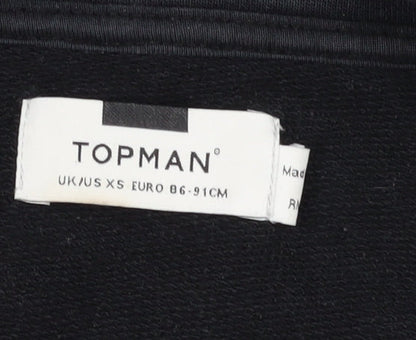 TOPMAN°
UK/US XS EURO 86-91CM
Mad